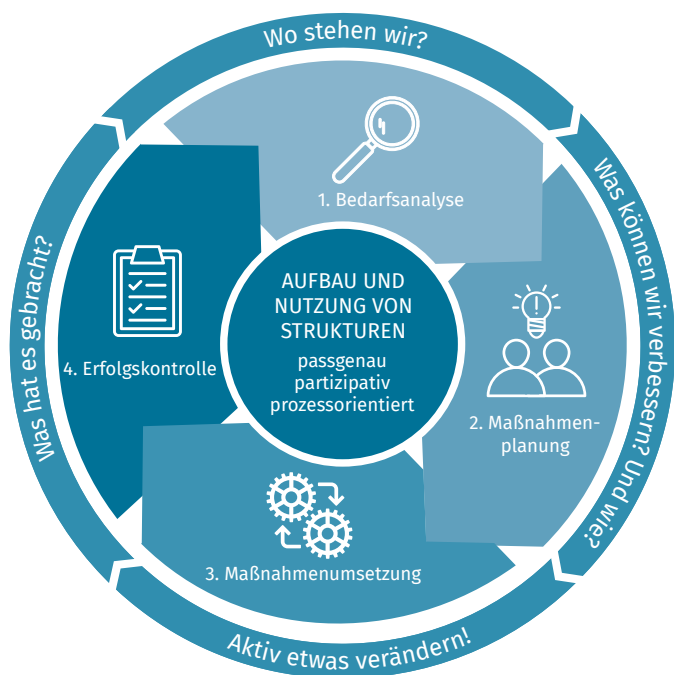 Wo stehen wir?
1. Bedarfsanalyse
Was können wir verbessern? Und wie?
2. Maßnahmen-
planung
Aktiv etwas verändern!
3. Maßnahmenumsetzung
Was hat es gebracht?
4. Erfolgskontrolle
AUFBAU UND
NUTZUNG VON
STRUKTUREN
passgenau
partizipativ
prozessorientiert